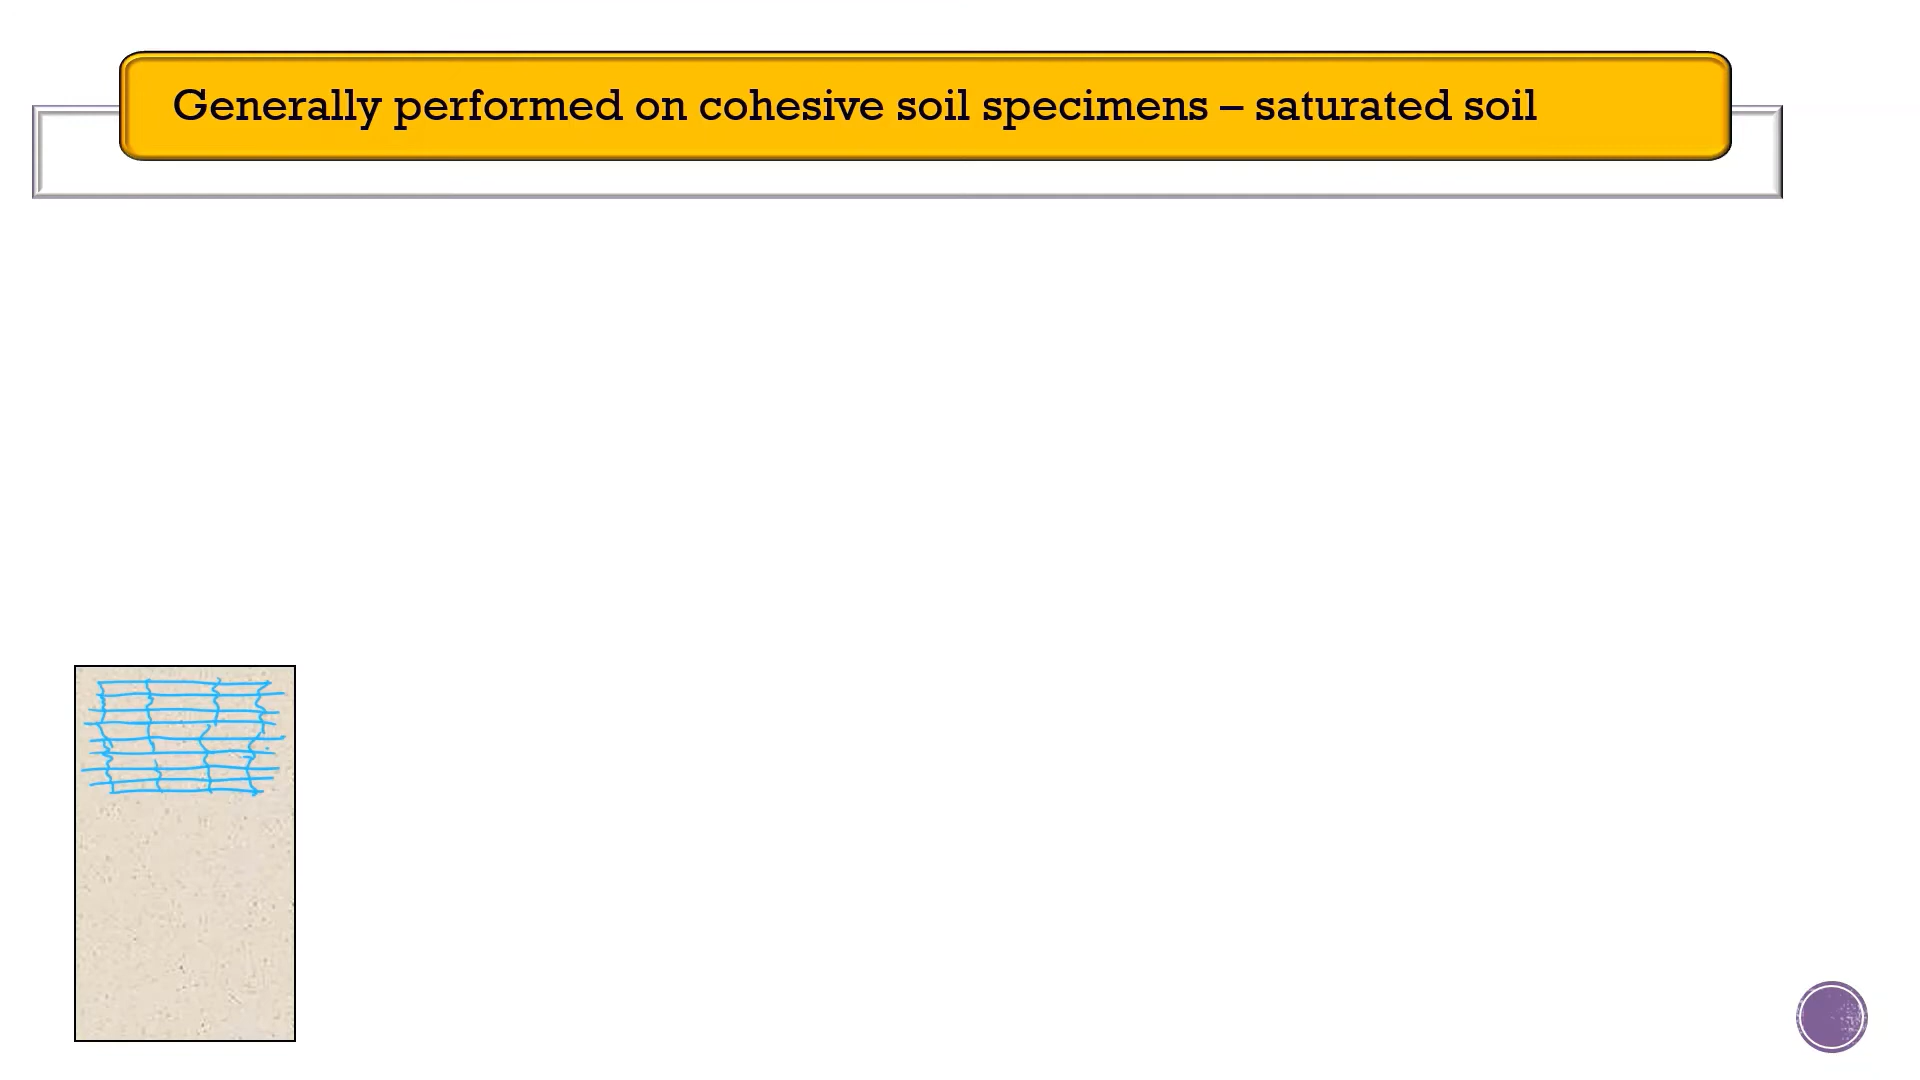 Generally performed on cohesive soil specimens – saturated soil